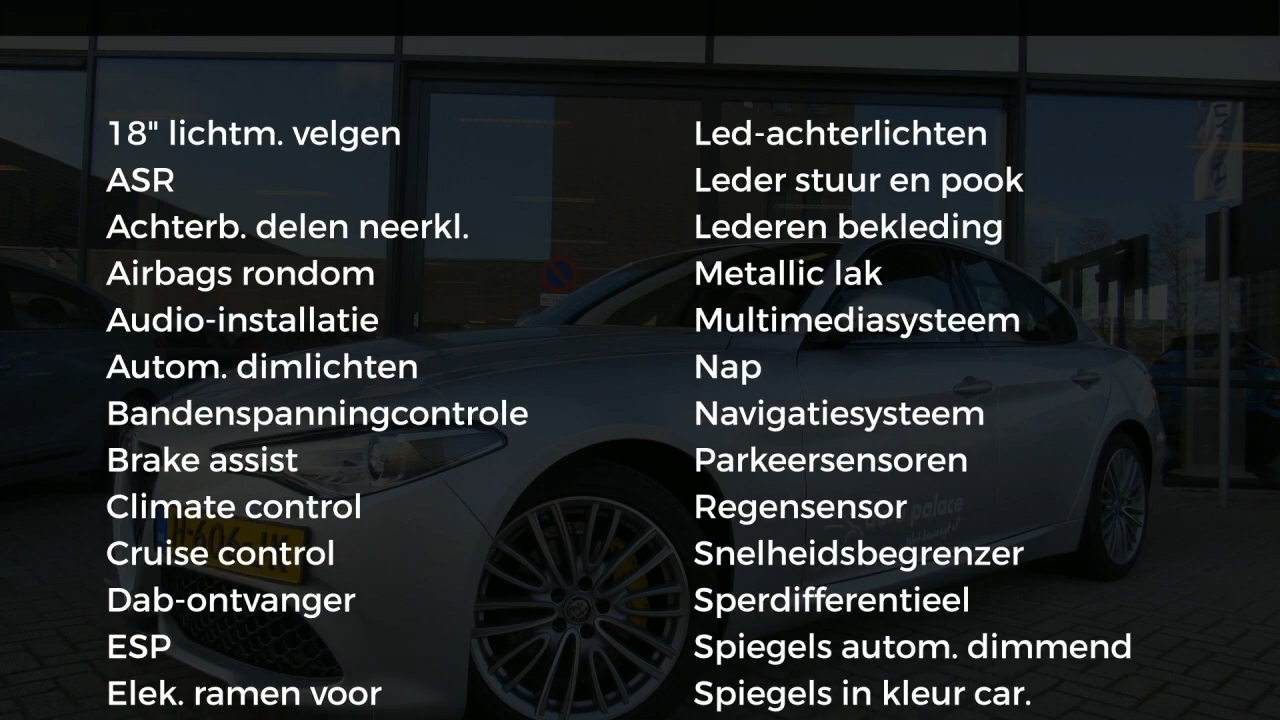 18" lichtm. velgen
ASR
Achterb. delen neerkl.
Airbags rondom
Audio-installatie
Autom. dimlichten
Bandenspanningcontrole
Brake assist
Climate control
Cruise control
Dab-ontvanger
ESP
Elek. ramen voor
Led-achterlichten
Leder stuur en pook
Lederen bekleding
Metallic lak
Multimediasysteem
Nap
Navigatiesysteem
Parkeersensoren
Regensensor
Snelheidsbegrenzer
Sperdifferentieel
Spiegels autom. dimmend
Spiegels in kleur car.
palace